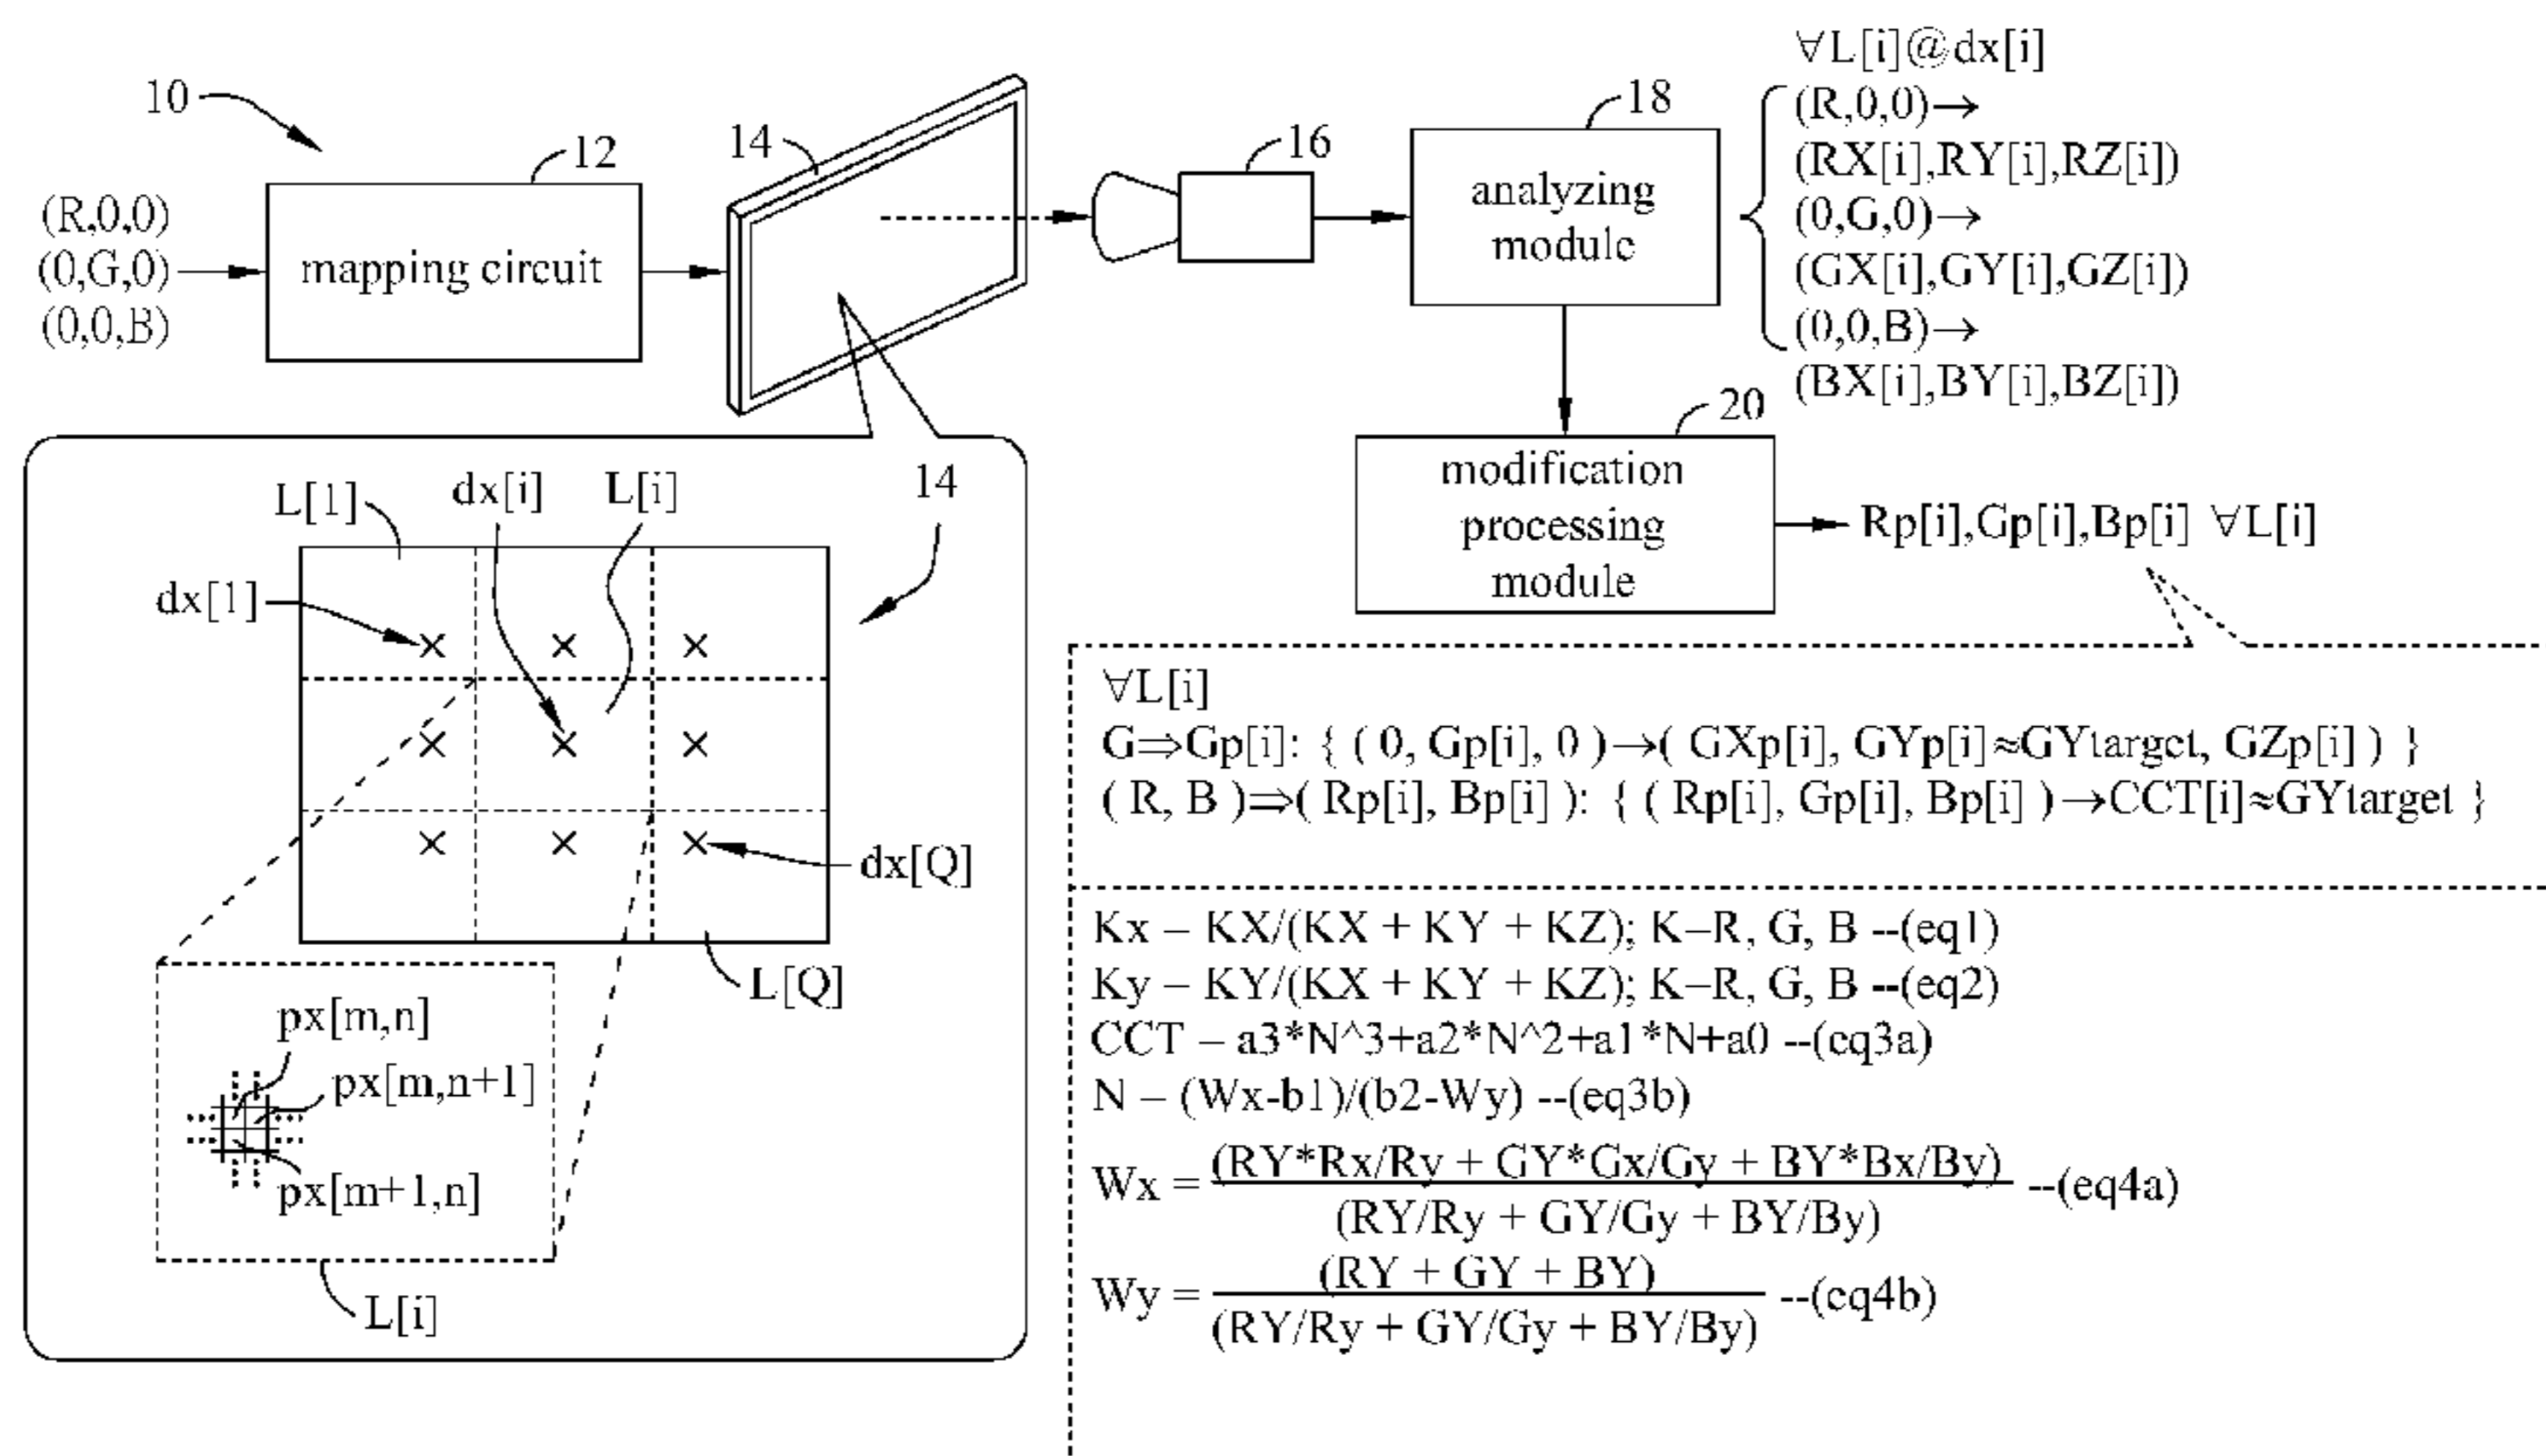 10
12
(R,0,0)
(0,G,0)
(0,0,B)
mapping circuit
14
16
18
analyzing
module
∀L[i]@dx[i]
(R,0,0)→
(RX[i],RY[i],RZ[i])
(0,G,0)→
(GX[i],GY[i],GZ[i])
(0,0,B)→
(BX[i],BY[i],BZ[i])
20
modification
processing
module
Rp[i],Gp[i],Bp[i] ∀L[i]
L[1]
dx[i]
L[i]
14
dx[1]
dx[Q]
L[Q]
px[m,n]
px[m,n+1]
px[m+1,n]
L[i]
∀L[i]
G⇒Gp[i]: { ( 0, Gp[i], 0 )→( GXp[i], GYp[i]≈GYtarget, GZp[i] ) }
( R, B )⇒( Rp[i], Bp[i] ): { ( Rp[i], Gp[i], Bp[i] )→CCT[i]≈GYtarget }
Kx = KX/(KX + KY + KZ); K=R, G, B --(eq1)
Ky = KY/(KX + KY + KZ); K=R, G, B --(eq2)
CCT = a3*N^3+a2*N^2+a1*N+a0 --(eq3a)
N = (Wx-b1)/(b2-Wy) --(eq3b)
Wx = (RY*Rx/Ry + GY*Gx/Gy + BY*Bx/By) --(eq4a)
(RY/Ry + GY/Gy + BY/By)
Wy = (RY + GY + BY) --(eq4b)
(RY/Ry + GY/Gy + BY/By)